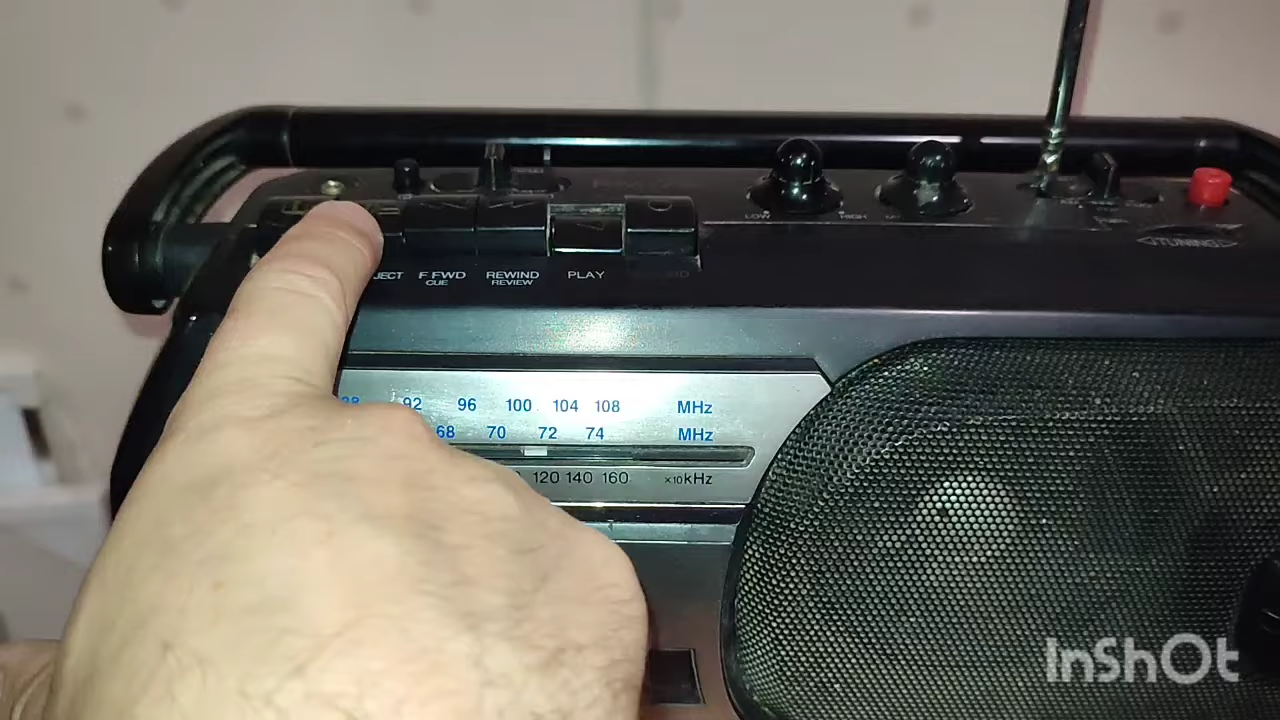 LOW HIGH
TUNING
JECT F FWD REWIND PLAY
CUE REVIEW
92 96 100 104 108 MHz
68 70 72 74 MHz
120 140 160 ×10kHz
InShOt